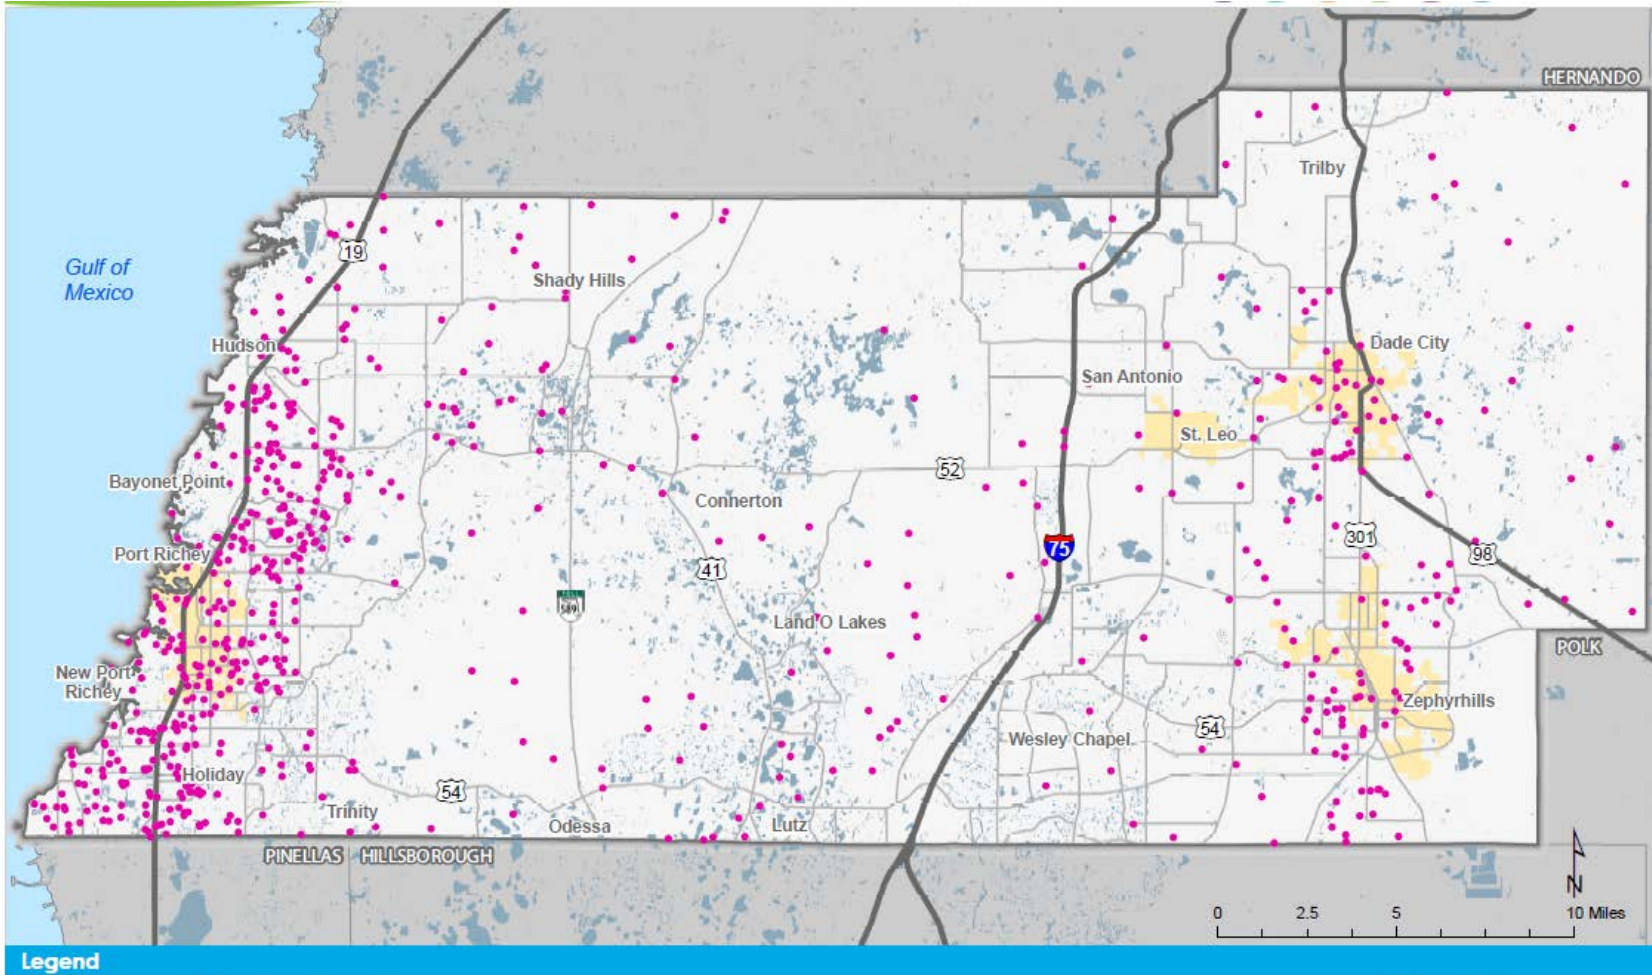 HERNANDO
Trilby
19
Gulf of
Mexico
Shady Hills
Hudson
Dade City
San Antonio
St. Leo
52
Bayonet Point
Connerton
Port Richey
301
75
98
41
TOLL
589
Land O Lakes
POLK
New Port
Richey
Zephyrhills
54
Wesley Chapel
Holiday
54
Trinity
Odessa
Lutz
PINELLAS
HILLSBOROUGH
N
0 2.5 5 10 Miles
Legend